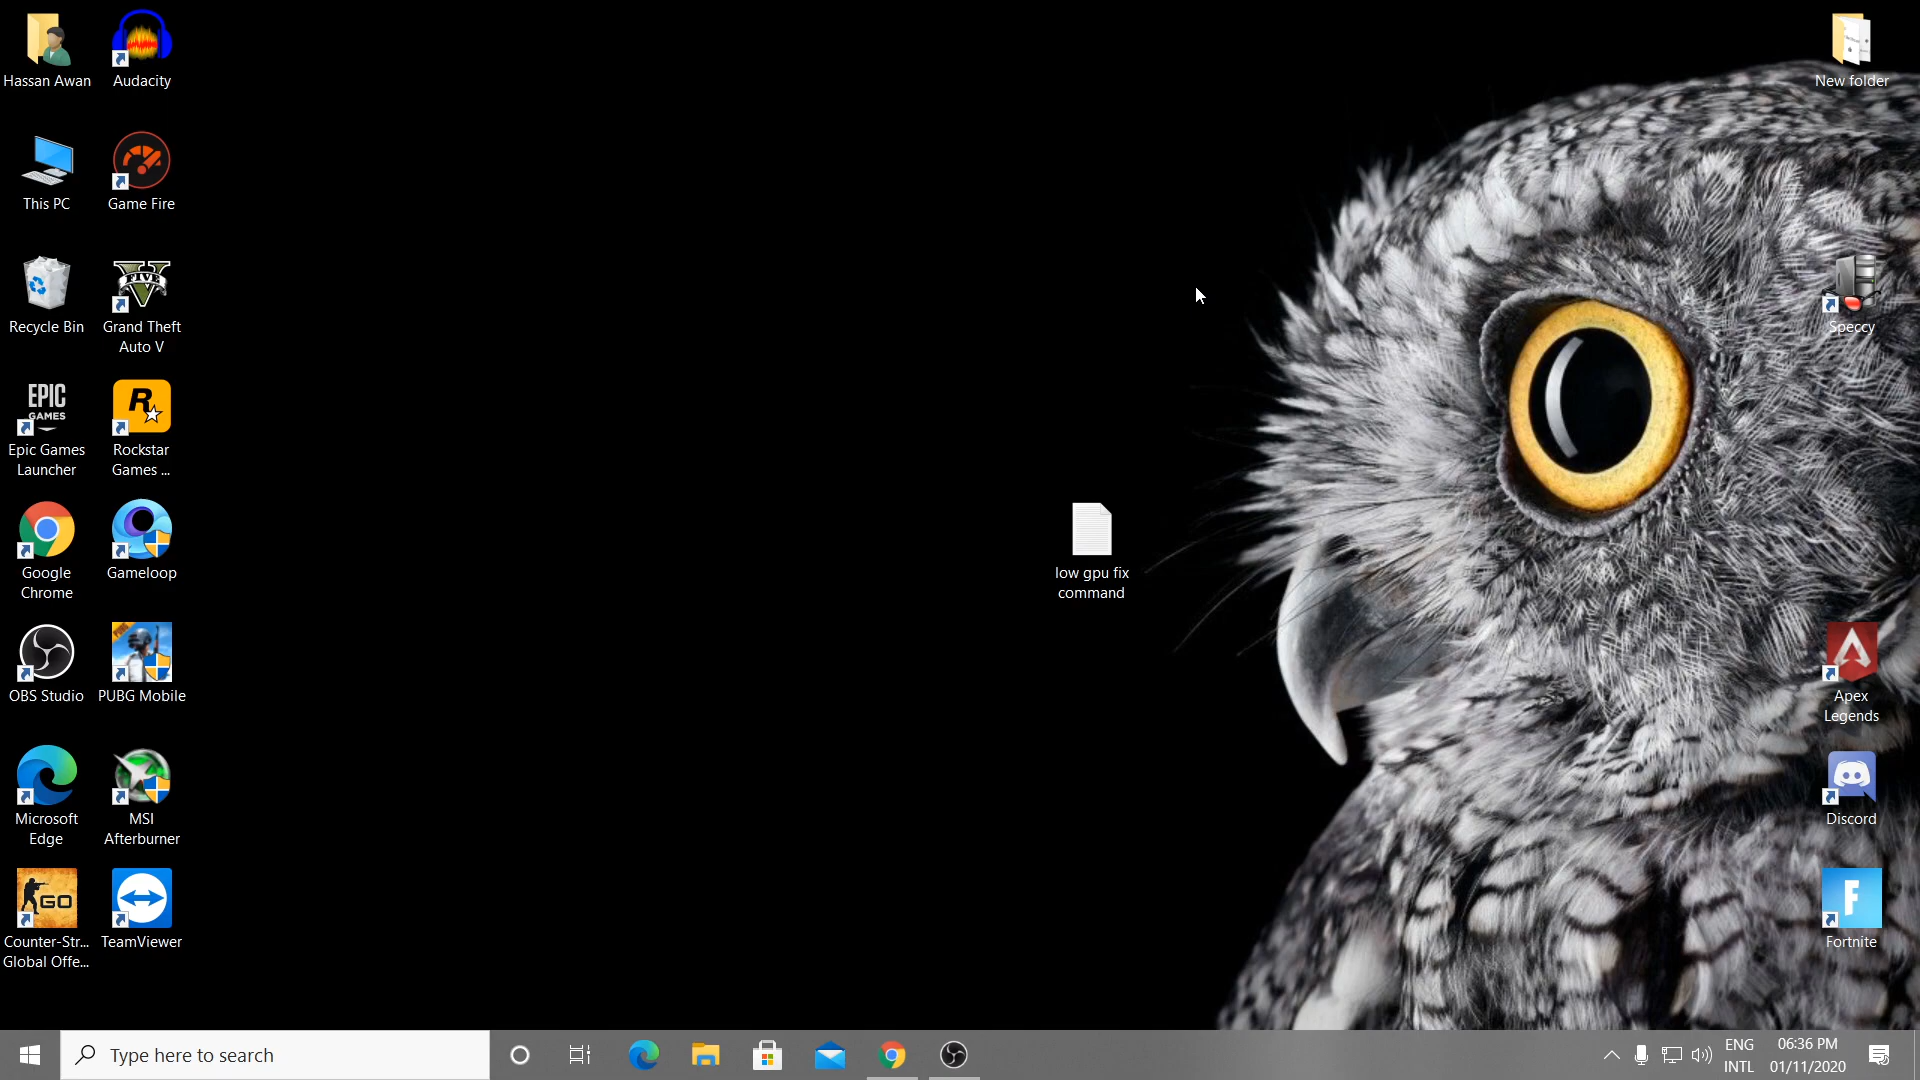 Hassan Awan
Audacity
New folder
This PC
Game Fire
Recycle Bin
FIVE
Grand Theft
Auto V
Speccy
EPIC
GAMES
Epic Games
Launcher
R
Rockstar
Games ...
Google
Chrome
Gameloop
low gpu fix
command
OBS Studio
PUBG Mobile
Apex
Legends
Microsoft
Edge
MSI
Afterburner
Discord
GO
Counter-Str...
Global Offe...
TeamViewer
F
Fortnite
Type here to search
ENG
INTL
06:36 PM
01/11/2020